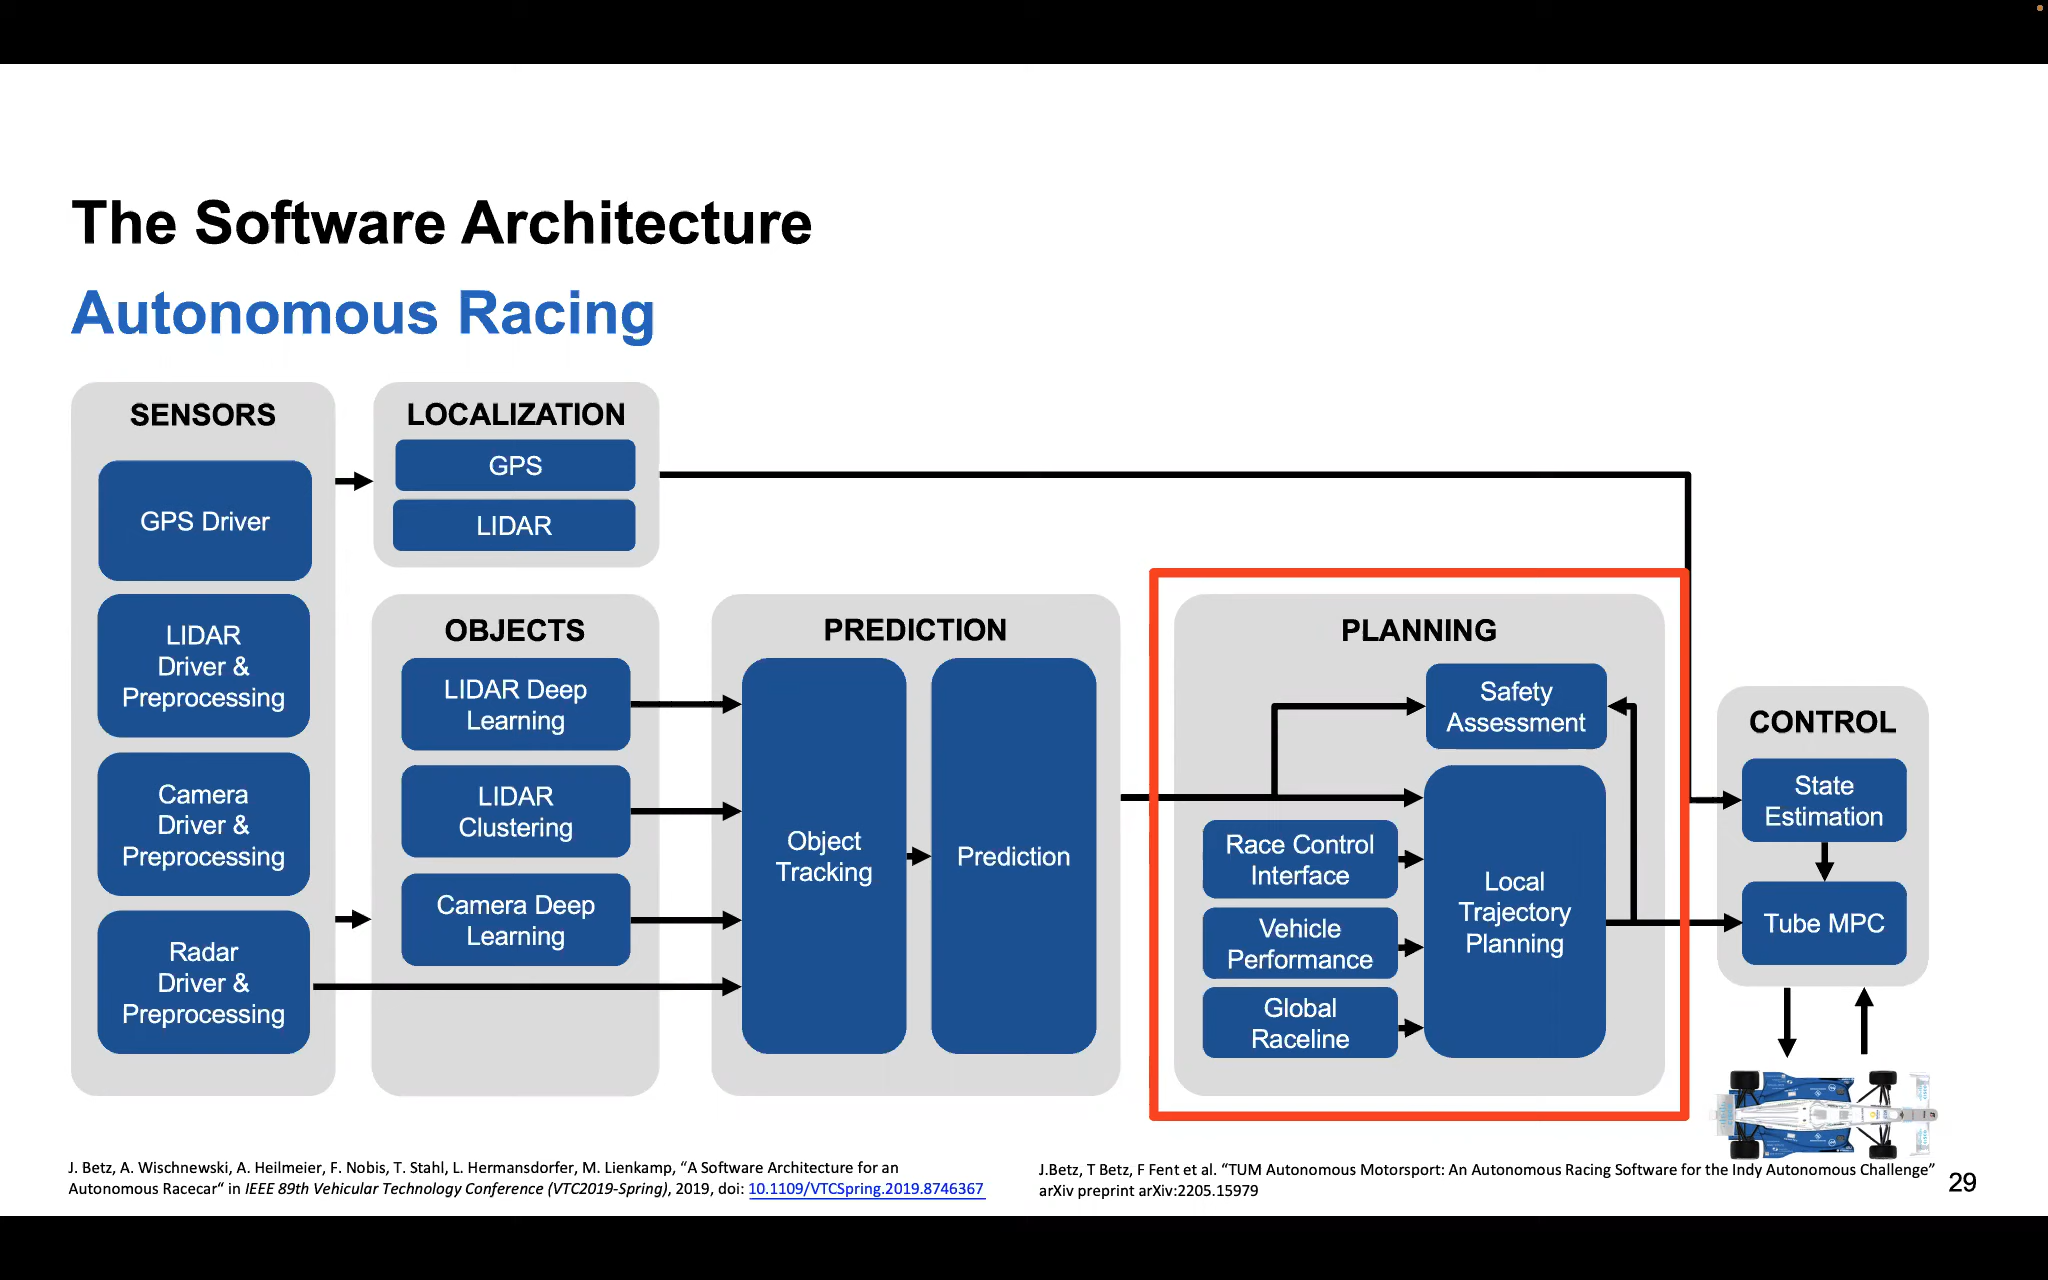 The Software Architecture
Autonomous Racing
SENSORS
GPS Driver
LIDAR
Driver &
Preprocessing
Camera
Driver &
Preprocessing
Radar
Driver &
Preprocessing
LOCALIZATION
GPS
LIDAR
OBJECTS
LIDAR Deep
Learning
LIDAR
Clustering
Camera Deep
Learning
PREDICTION
Object
Tracking
Prediction
PLANNING
Safety
Assessment
Race Control
Interface
Vehicle
Performance
Global
Raceline
Local
Trajectory
Planning
CONTROL
State
Estimation
Tube MPC
J. Betz, A. Wischnewski, A. Heilmeier, F. Nobis, T. Stahl, L. Hermansdorfer, M. Lienkamp, “A Software Architecture for an
Autonomous Racecar“ in IEEE 89th Vehicular Technology Conference (VTC2019-Spring), 2019, doi: 10.1109/VTCSpring.2019.8746367
J.Betz, T Betz, F Fent et al. “TUM Autonomous Motorsport: An Autonomous Racing Software for the Indy Autonomous Challenge”
arXiv preprint arXiv:2205.15979
29